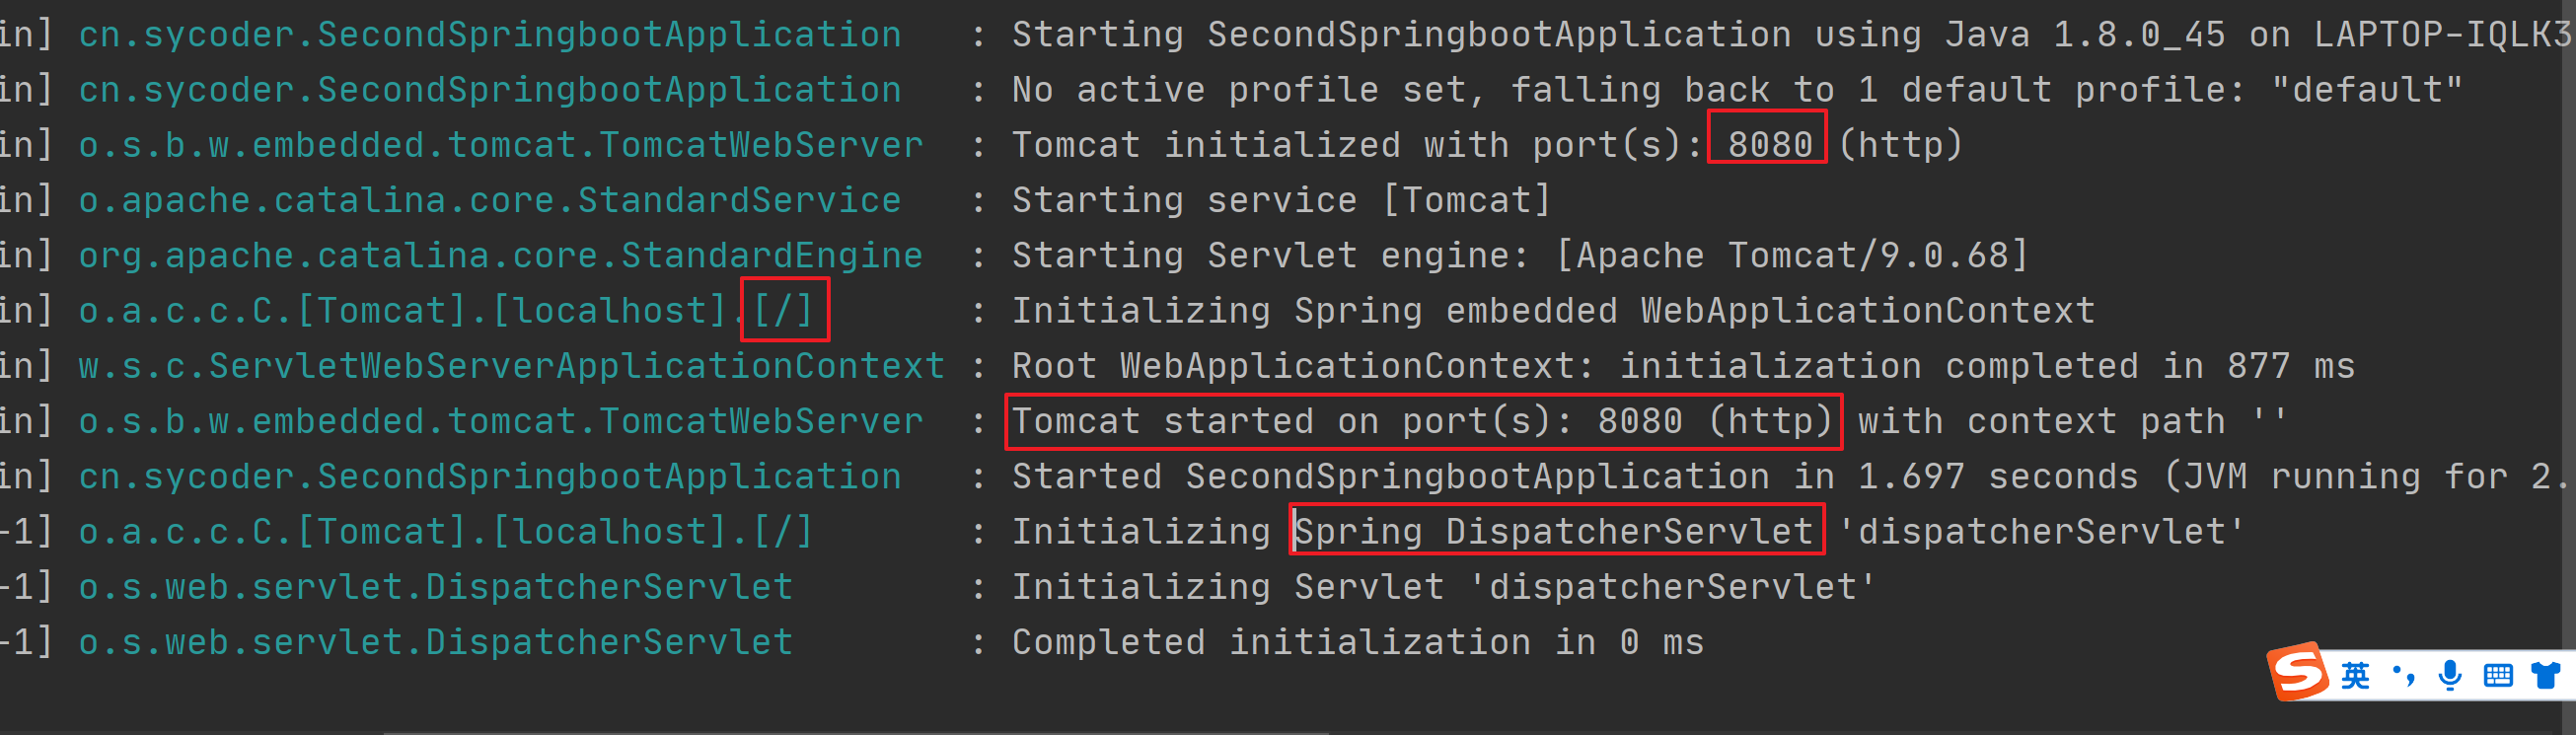 in] cn.sycoder.SecondSpringbootApplication : Starting SecondSpringbootApplication using Java 1.8.0_45 on LAPTOP-IQLK3
in] cn.sycoder.SecondSpringbootApplication : No active profile set, falling back to 1 default profile: "default"
in] o.s.b.w.embedded.tomcat.TomcatWebServer : Tomcat initialized with port(s): 8080 (http)
in] o.apache.catalina.core.StandardService : Starting service [Tomcat]
in] org.apache.catalina.core.StandardEngine : Starting Servlet engine: [Apache Tomcat/9.0.68]
in] o.a.c.c.C.[Tomcat].[localhost].[/] : Initializing Spring embedded WebApplicationContext
in] w.s.c.ServletWebServerApplicationContext : Root WebApplicationContext: initialization completed in 877 ms
in] o.s.b.w.embedded.tomcat.TomcatWebServer : Tomcat started on port(s): 8080 (http) with context path ''
in] cn.sycoder.SecondSpringbootApplication : Started SecondSpringbootApplication in 1.697 seconds (JVM running for 2.
-1] o.a.c.c.C.[Tomcat].[localhost].[/] : Initializing Spring DispatcherServlet 'dispatcherServlet'
-1] o.s.web.servlet.DispatcherServlet : Initializing Servlet 'dispatcherServlet'
-1] o.s.web.servlet.DispatcherServlet : Completed initialization in 0 ms
英